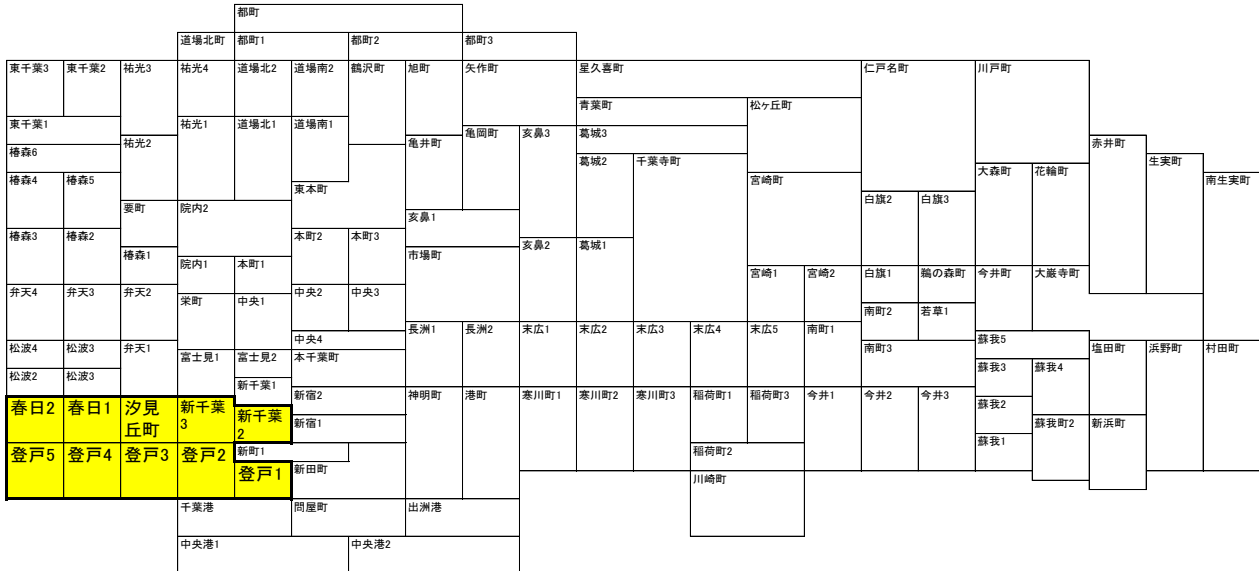 都町
道場北町 都町1 都町2 都町3
東千葉3 東千葉2 祐光3 祐光4 道場北2 道場南2 鶴沢町 旭町 矢作町 星久喜町 仁戸名町 川戸町
青葉町 松ヶ丘町
東千葉1 祐光1 道場北1 道場南1 亀岡町 亥鼻3 葛城3
祐光2 亀井町 赤井町
椿森6 葛城2 千葉寺町 生実町
大森町 花輪町
椿森4 椿森5 宮崎町 南生実町
東本町
白旗2 白旗3
要町 院内2
亥鼻1
椿森3 椿森2 本町2 本町3
亥鼻2 葛城1
椿森1 市場町
院内1 本町1 宮崎1 宮崎2 白旗1 鵜の森町 今井町 大巌寺町
弁天4 弁天3 弁天2 中央2 中央3
栄町 中央1
南町2 若草1
長洲1 長洲2 末広1 末広2 末広3 末広4 末広5 南町1
中央4 蘇我5
松波4 松波3 弁天1 南町3 塩田町 浜野町 村田町
富士見1 富士見2 本千葉町
蘇我3 蘇我4
松波2 松波3
新千葉1
新宿2 神明町 港町 寒川町1 寒川町2 寒川町3 稲荷町1 稲荷町3 今井1 今井2 今井3
春日2 春日1 汐見
丘町
新千葉
3
蘇我2
新千葉
2
新宿1 蘇我町2 新浜町
蘇我1
登戸5 登戸4 登戸3 登戸2 新町1 稲荷町2
登戸1 新田町
川崎町
千葉港 問屋町 出洲港
中央港1 中央港2